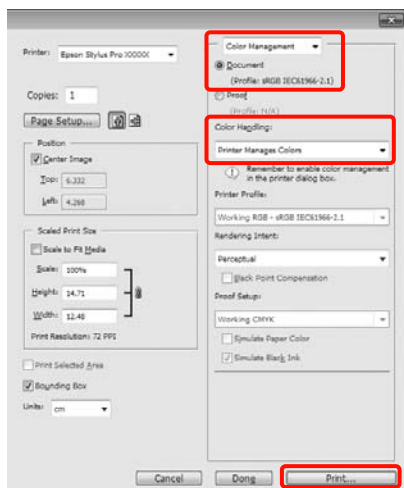 Printer: Epson Stylus Pro XXXXX
Copies: 1
Page Setup...
Position
Center Image
Top: 6.332
Left: 4.268
Scaled Print Size
Scale to Fit Media
Scale: 100%
Height: 14.71
Width: 12.48
Print Resolution: 72 PPI
Print Selected Area
Bounding Box
Units: cm
Color Management
Document
(Profile: sRGB IEC61966-2.1)
Proof
(Profile: N/A)
Color Handling:
Printer Manages Colors
Remember to enable color management
in the printer dialog box.
Printer Profile:
Working RGB - sRGB IEC61966-2.1
Rendering Intent:
Perceptual
Black Point Compensation
Proof Setup:
Working CMYK
Simulate Paper Color
Simulate Black Ink
Cancel
Done
Print...